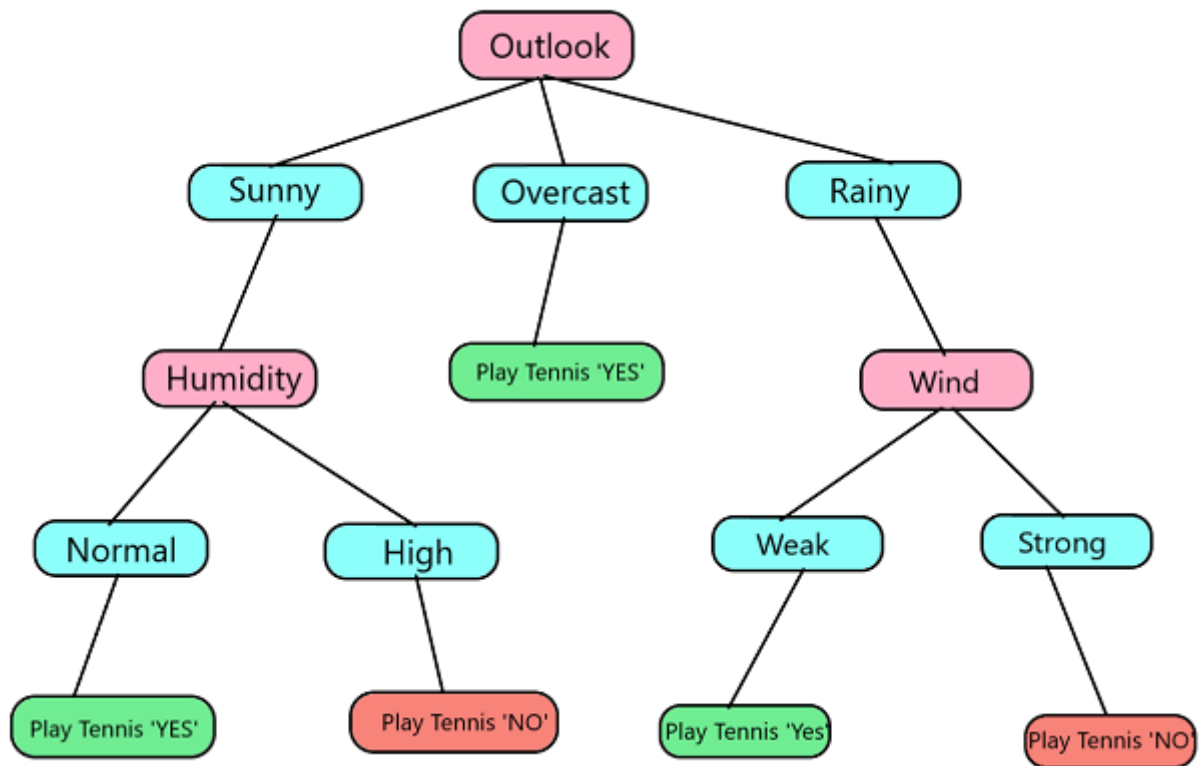 Outlook
Sunny
Overcast
Rainy
Humidity
Play Tennis 'YES'
Wind
Normal
High
Weak
Strong
Play Tennis 'YES'
Play Tennis 'NO'
Play Tennis 'Yes'
Play Tennis 'NO'